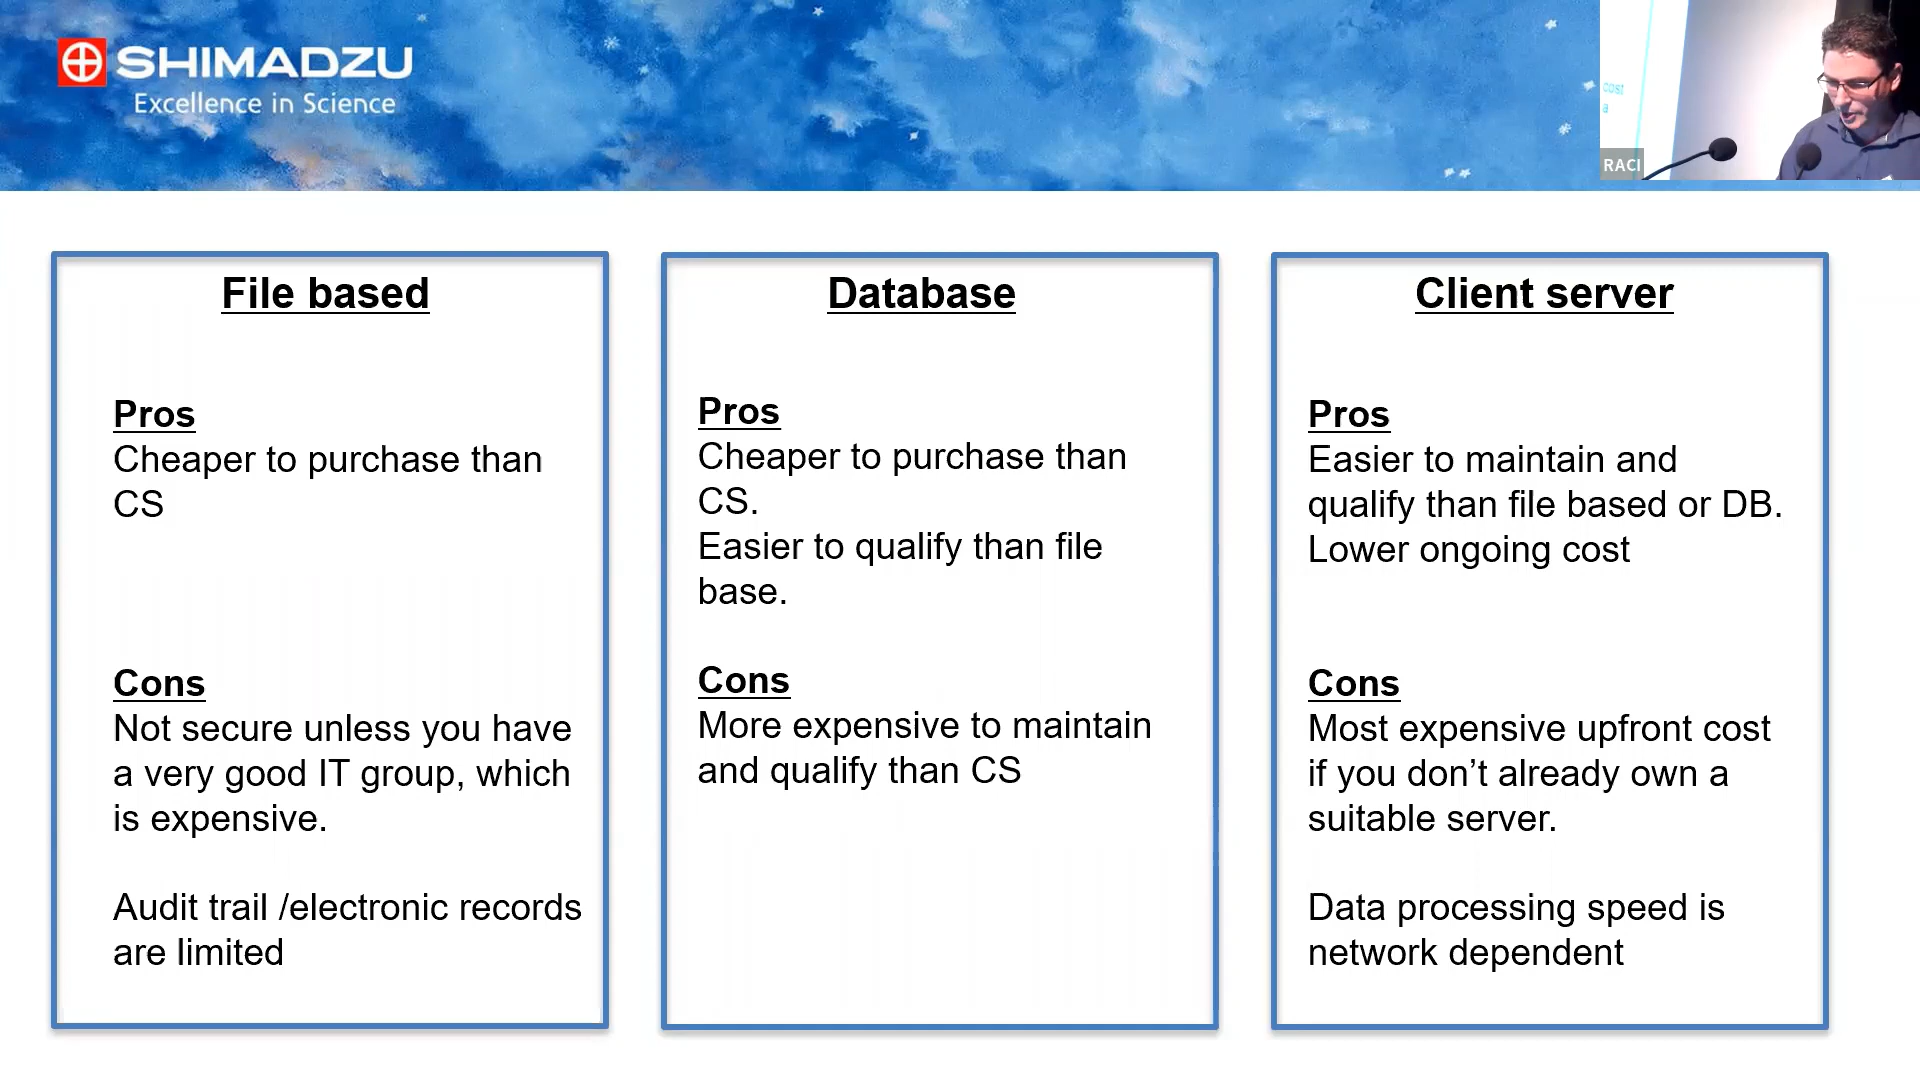 SHIMADZU
Excellence in Science
cost
a
RACI
File based
Pros
Cheaper to purchase than
CS
Cons
Not secure unless you have
a very good IT group, which
is expensive.
Audit trail /electronic records
are limited
Database
Pros
Cheaper to purchase than
CS.
Easier to qualify than file
base.
Cons
More expensive to maintain
and qualify than CS
Client server
Pros
Easier to maintain and
qualify than file based or DB.
Lower ongoing cost
Cons
Most expensive upfront cost
if you don’t already own a
suitable server.
Data processing speed is
network dependent